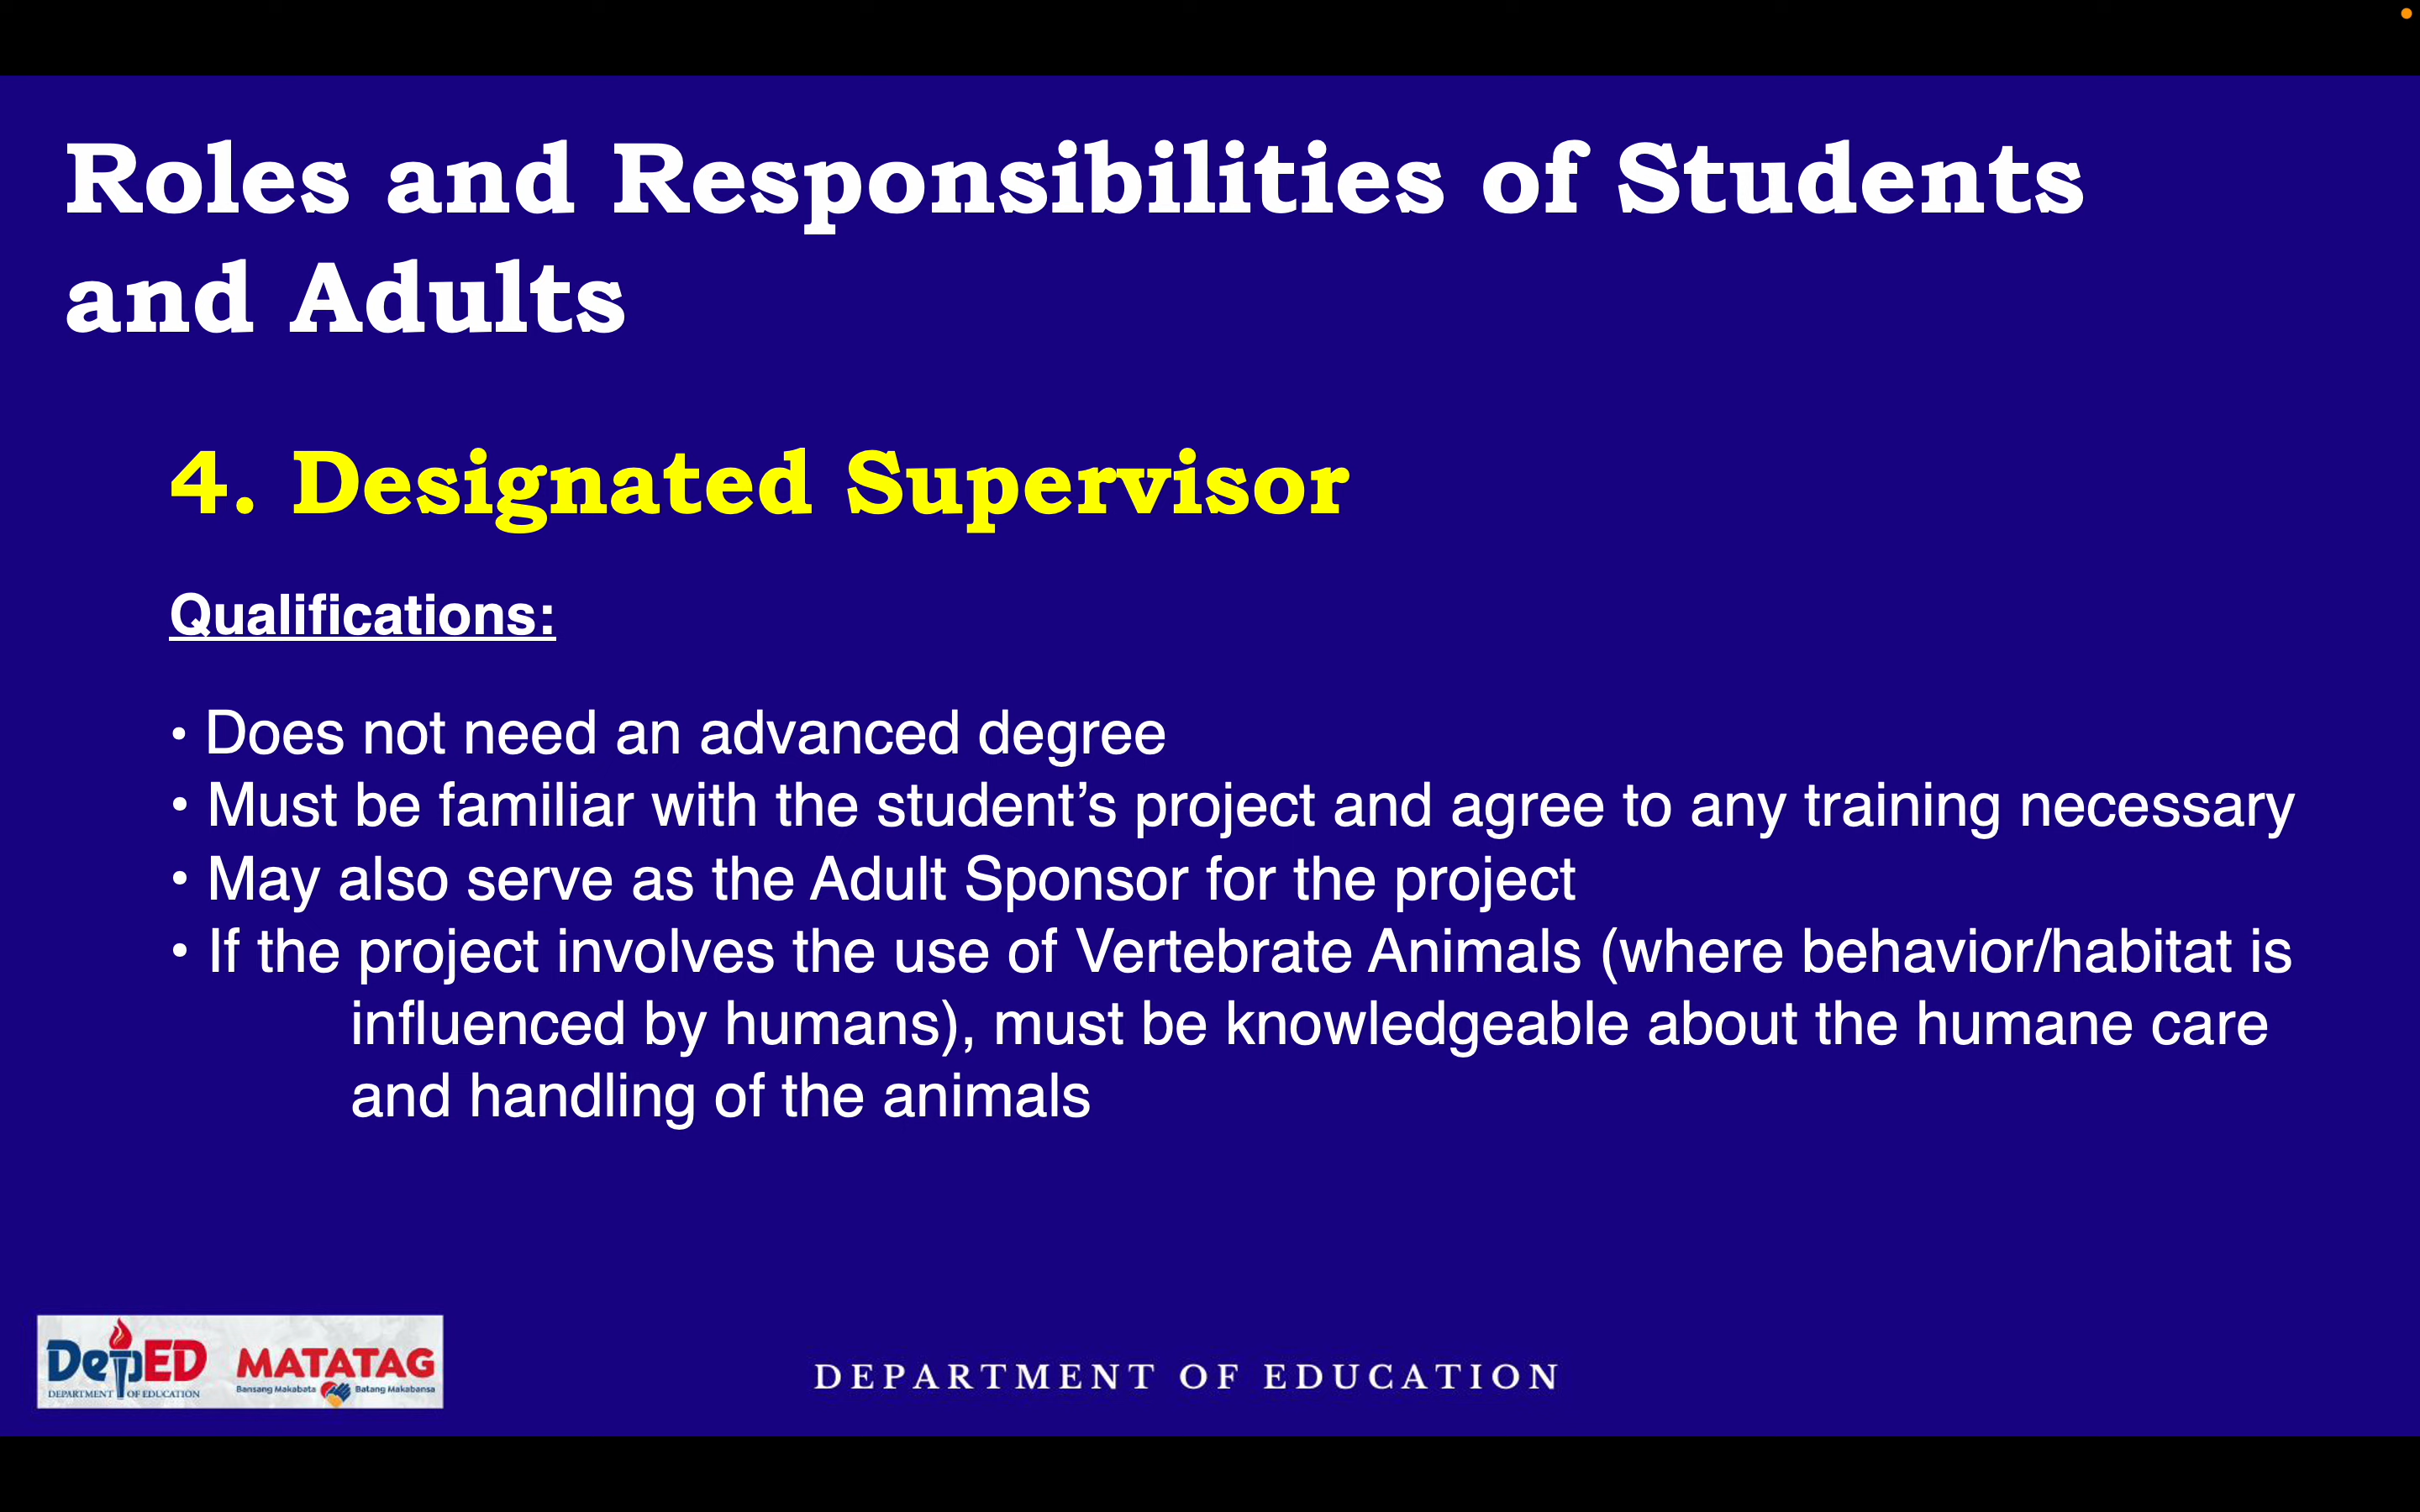 Roles and Responsibilities of Students
and Adults
4. Designated Supervisor
Qualifications:
• Does not need an advanced degree
• Must be familiar with the student’s project and agree to any training necessary
• May also serve as the Adult Sponsor for the project
• If the project involves the use of Vertebrate Animals (where behavior/habitat is
influenced by humans), must be knowledgeable about the humane care
and handling of the animals
DepED MATATAG
DEPARTMENT OF EDUCATION Bansang Makabata Batang Makabansa
DEPARTMENT OF EDUCATION